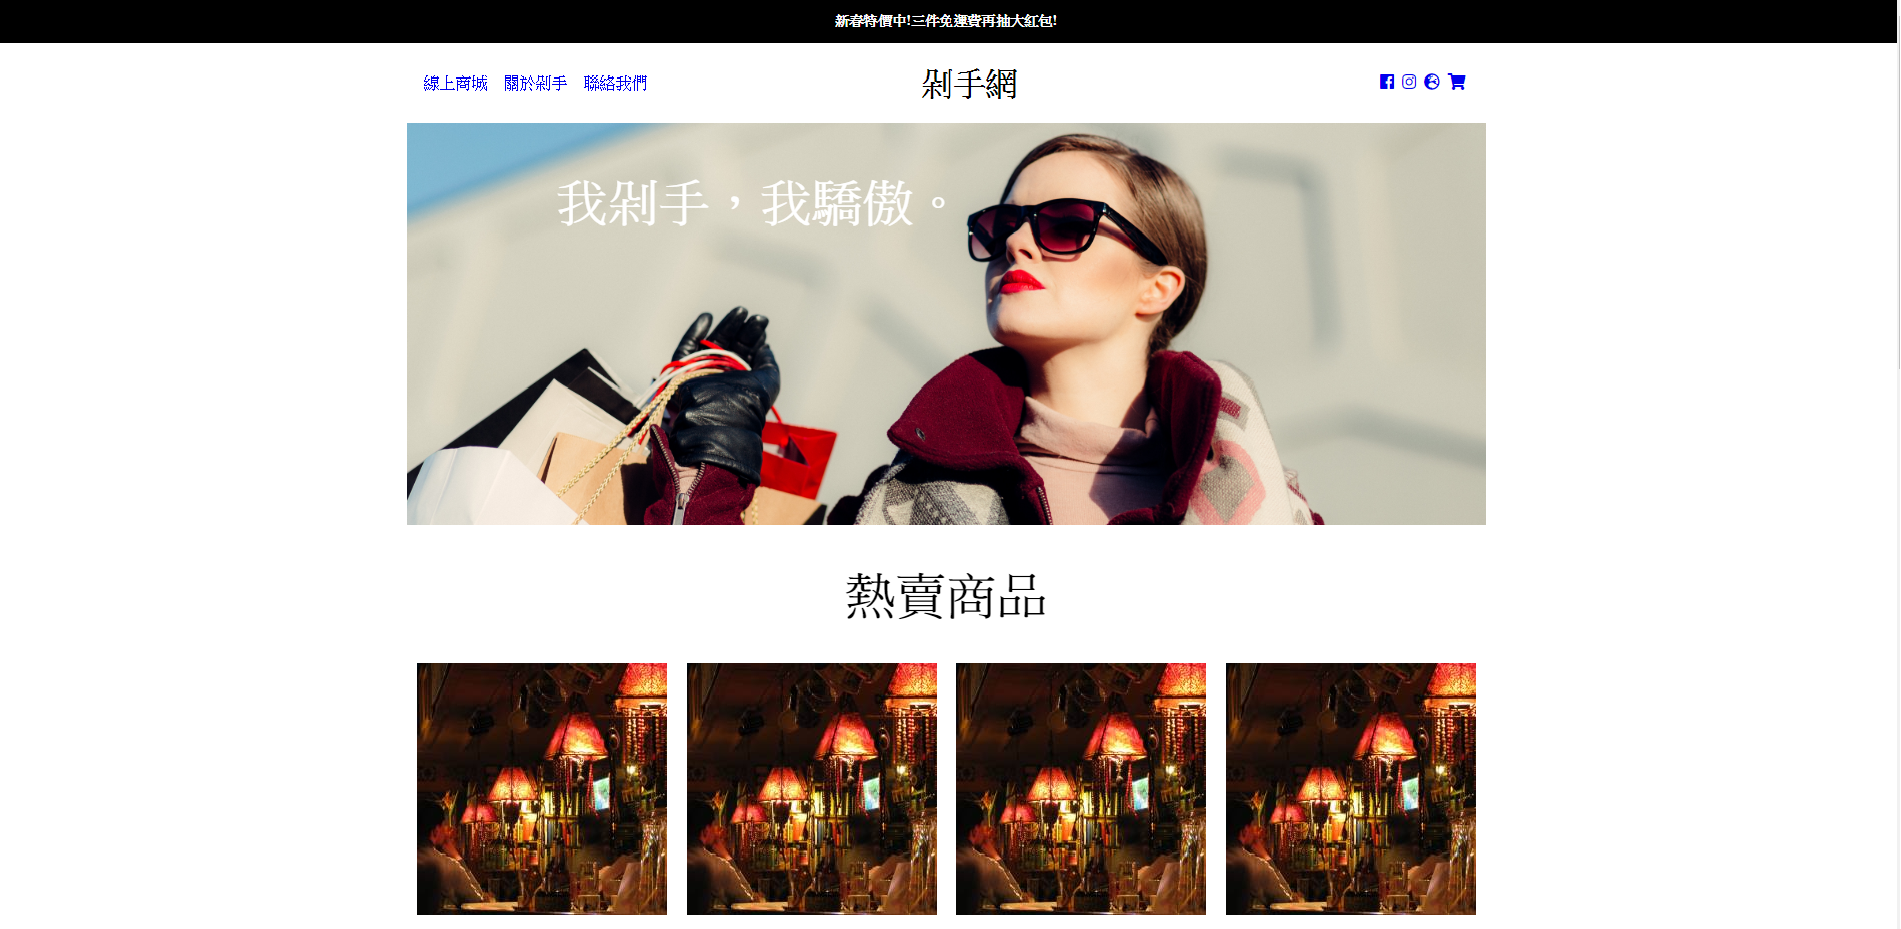 新春特價中!三件免運費再抽大紅包!
線上商城 關於剁手 聯絡我們
剁手網
我剁手，我驕傲。
熱賣商品